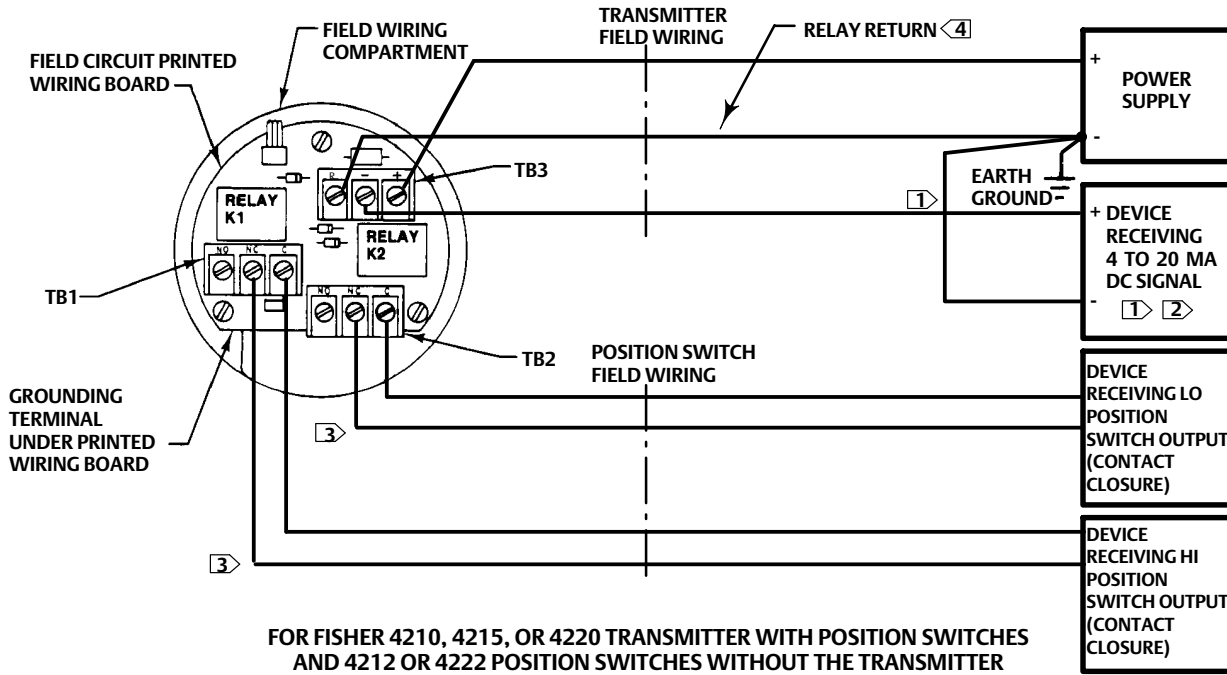 TRANSMITTER
FIELD WIRING
RELAY RETURN 4
FIELD WIRING
COMPARTMENT
FIELD CIRCUIT PRINTED
WIRING BOARD
+
POWER
SUPPLY
-
TB3
EARTH
GROUND
-
R - +
RELAY
K1
1
RELAY
K2
+ DEVICE
RECEIVING
4 TO 20 MA
DC SIGNAL
-
1 2
NO NC C
TB1
NO NC C
TB2
POSITION SWITCH
FIELD WIRING
DEVICE
RECEIVING LO
POSITION
SWITCH OUTPUT
(CONTACT
CLOSURE)
GROUNDING
TERMINAL
UNDER PRINTED
WIRING BOARD
3
3
DEVICE
RECEIVING HI
POSITION
SWITCH OUTPUT
(CONTACT
CLOSURE)
FOR FISHER 4210, 4215, OR 4220 TRANSMITTER WITH POSITION SWITCHES
AND 4212 OR 4222 POSITION SWITCHES WITHOUT THE TRANSMITTER